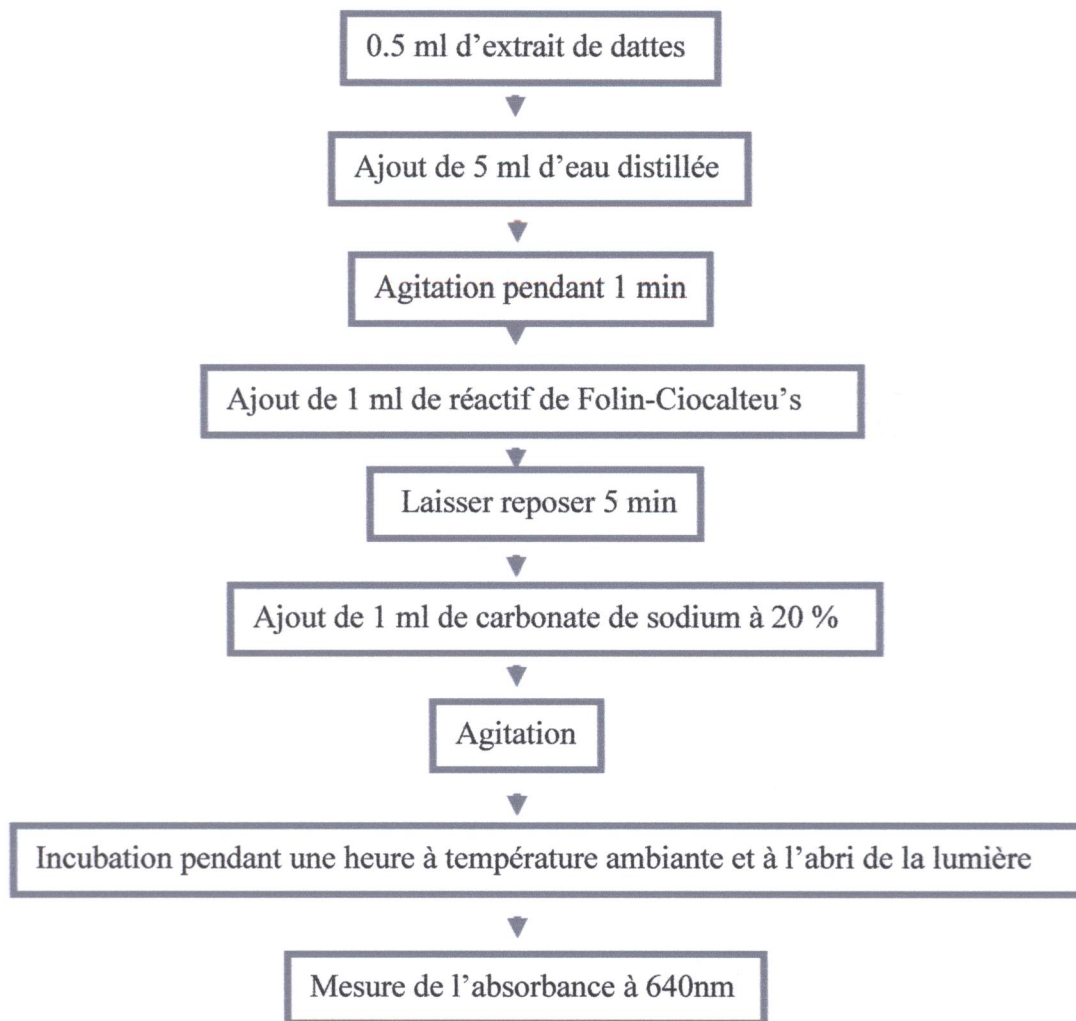 0.5 ml d’extrait de dattes
Ajout de 5 ml d’eau distillée
Agitation pendant 1 min
Ajout de 1 ml de réactif de Folin-Ciocalteu’s
Laisser reposer 5 min
Ajout de 1 ml de carbonate de sodium à 20 %
Agitation
Incubation pendant une heure à température ambiante et à l’abri de la lumière
Mesure de l’absorbance à 640nm